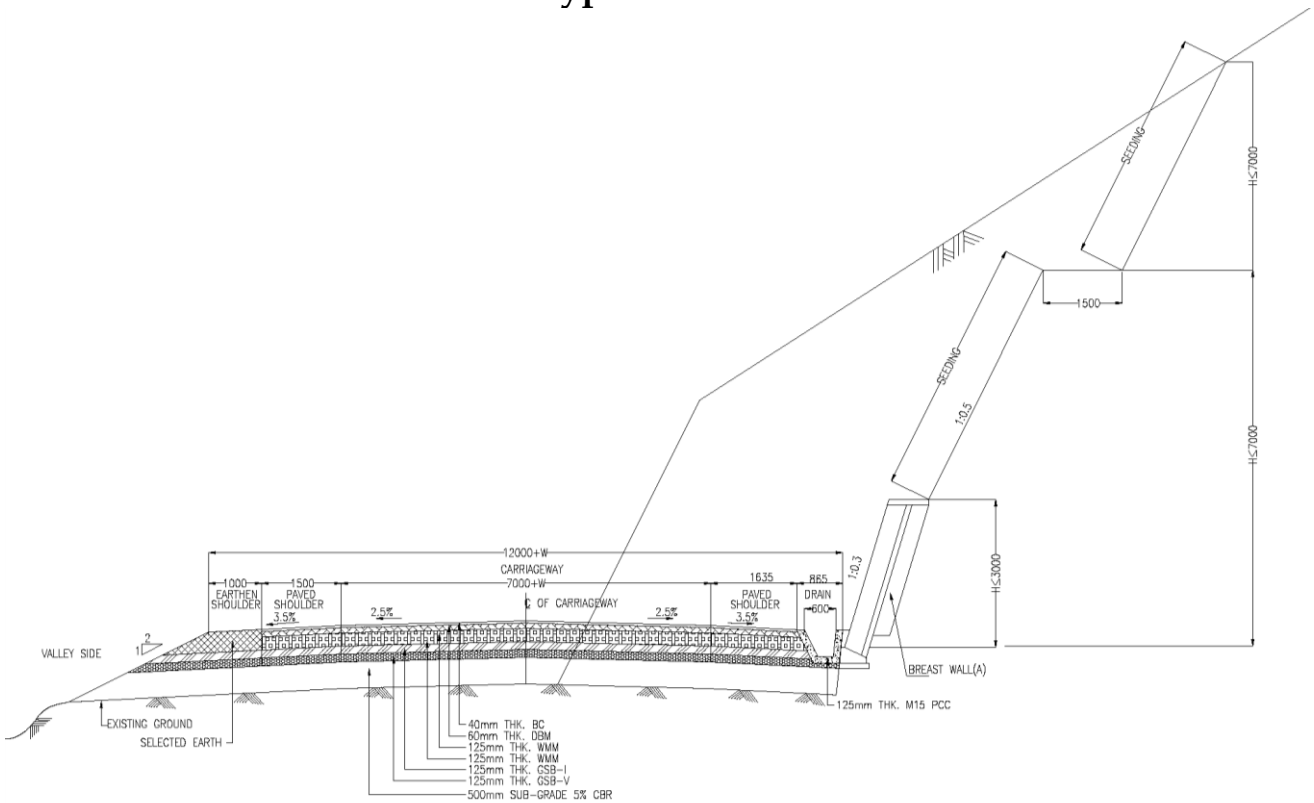 SEEDING
H≤7000
1500
SEEDING
1:0.5
H≤7000
12000+W
CARRIAGEWAY
1000
1500
7000+W
1635
865
EARTHEN
SHOULDER
PAVED
SHOULDER
PAVED
SHOULDER
DRAIN
600
℄ OF CARRIAGEWAY
3.5%
2.5%
2.5%
3.5%
1:0.3
H≤3000
2
1
VALLEY SIDE
BREAST WALL(A)
125mm THK. M15 PCC
EXISTING GROUND
SELECTED EARTH
40mm THK. BC
60mm THK. DBM
125mm THK. WMM
125mm THK. WMM
125mm THK. GSB-I
125mm THK. GSB-V
500mm SUB-GRADE 5% CBR